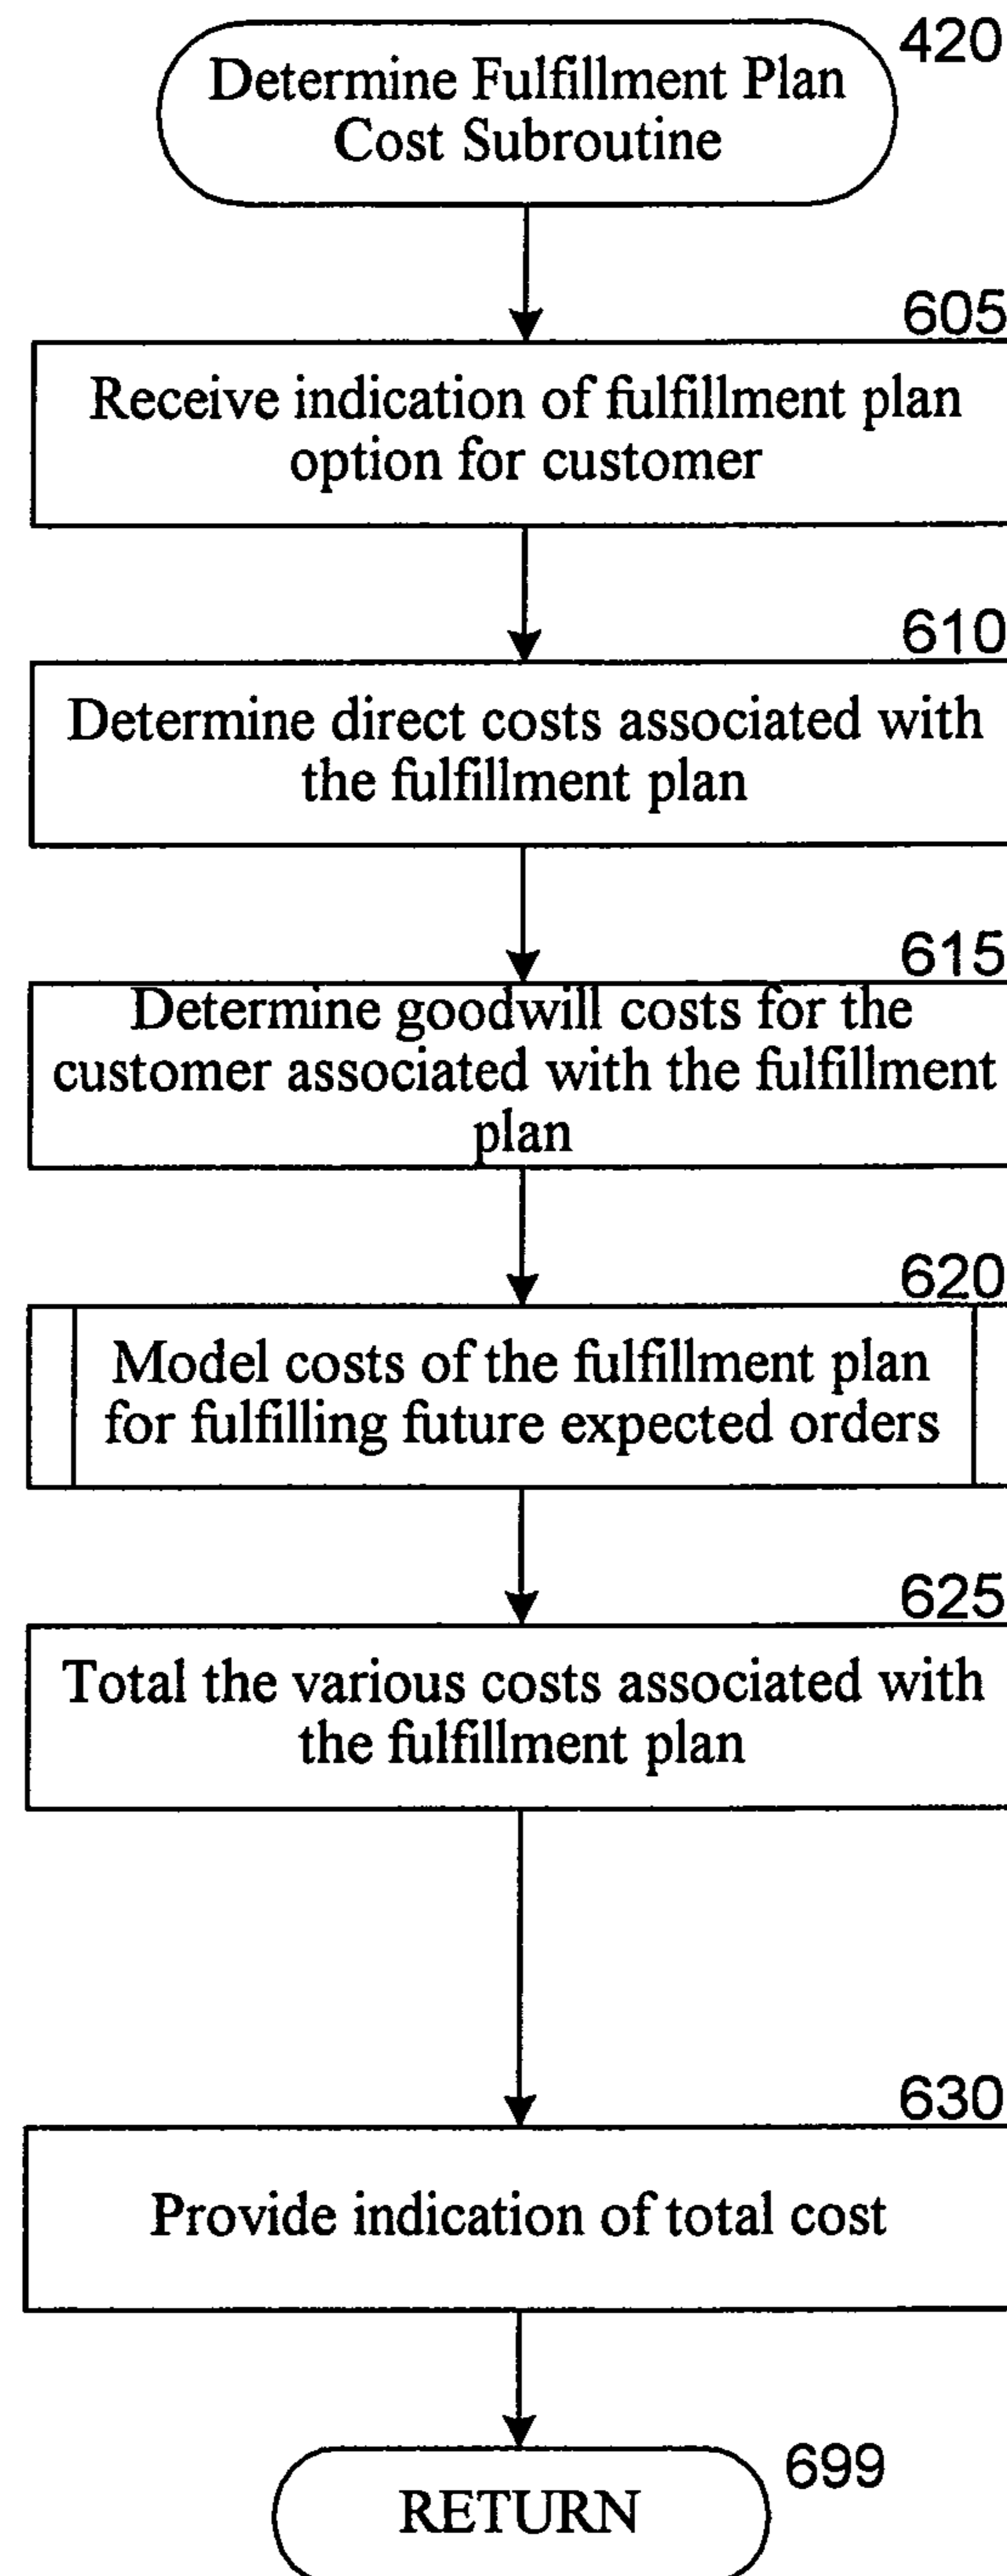 420
Determine Fulfillment Plan
Cost Subroutine
605
Receive indication of fulfillment plan
option for customer
610
Determine direct costs associated with
the fulfillment plan
615
Determine goodwill costs for the
customer associated with the fulfillment
plan
620
Model costs of the fulfillment plan
for fulfilling future expected orders
625
Total the various costs associated with
the fulfillment plan
630
Provide indication of total cost
699
RETURN